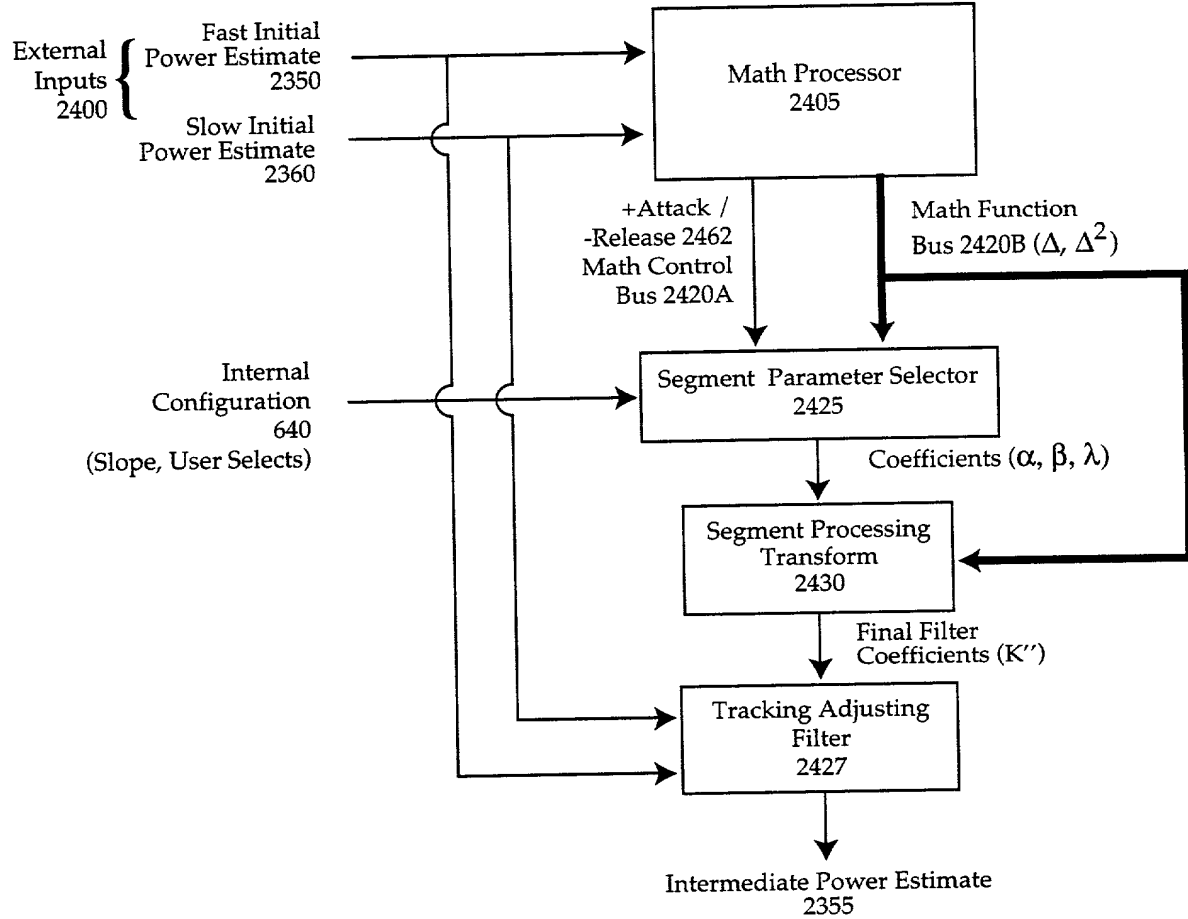 External
Inputs
2400
Fast Initial
Power Estimate
2350
Slow Initial
Power Estimate
2360
Math Processor
2405
+Attack /
-Release 2462
Math Control
Bus 2420A
Math Function
Bus 2420B (Δ, Δ²)
Internal
Configuration
640
(Slope, User Selects)
Segment Parameter Selector
2425
Coefficients (α, β, λ)
Segment Processing
Transform
2430
Final Filter
Coefficients (K″)
Tracking Adjusting
Filter
2427
Intermediate Power Estimate
2355